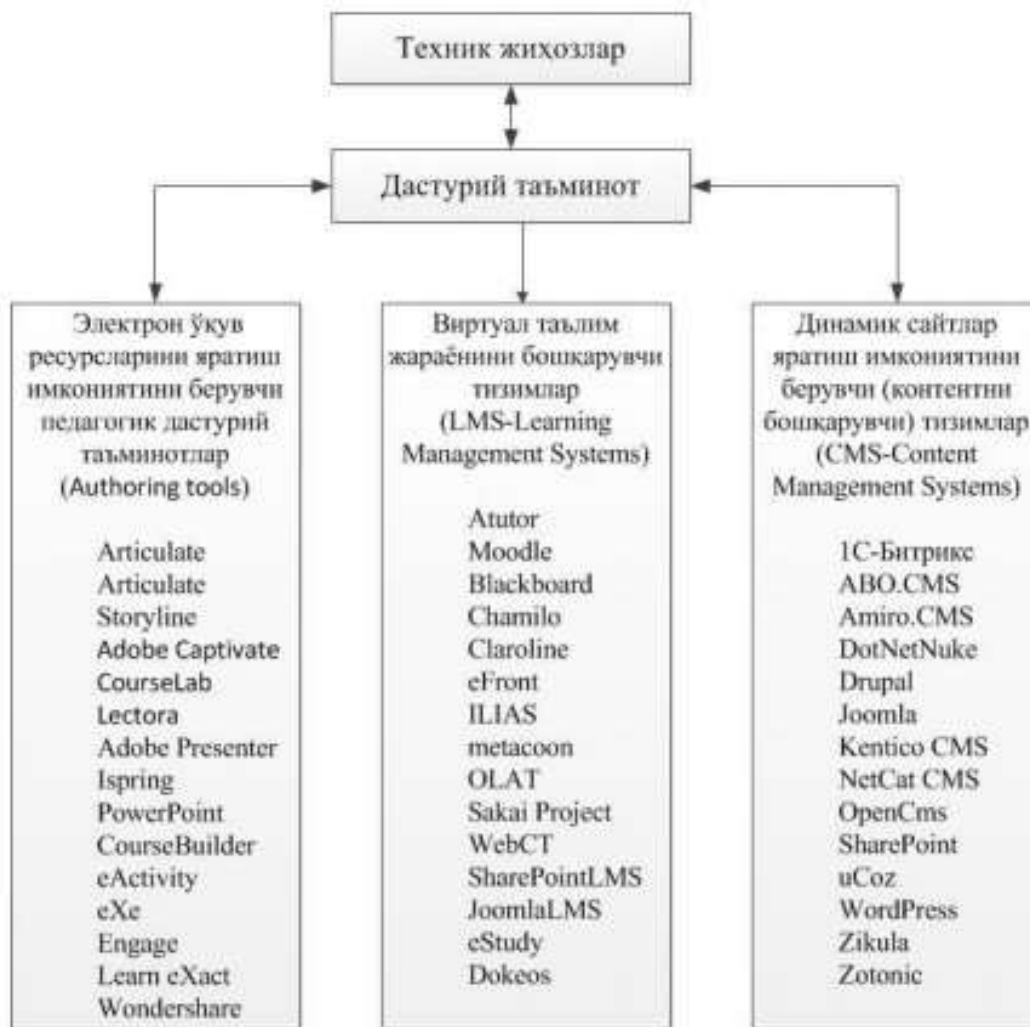 Техник жиҳозлар
Дастурий таъминот
Электрон ўқув
ресурсларини яратиш
имкониятини берувчи
педагогик дастурий
таъминотлар
(Authoring tools)
Articulate
Articulate
Storyline
Adobe Captivate
CourseLab
Lectora
Adobe Presenter
Ispring
PowerPoint
CourseBuilder
eActivity
eXe
Engage
Learn eXact
Wondershare
Виртуал таълим
жараёнини бошқарувчи
тизимлар
(LMS-Learning
Management Systems)
Atutor
Moodle
Blackboard
Chamilo
Claroline
eFront
ILIAS
metacoon
OLAT
Sakai Project
WebCT
SharePointLMS
JoomlaLMS
eStudy
Dokeos
Динамик сайтлар
яратиш имкониятини
берувчи (контентни
бошқарувчи) тизимлар
(CMS-Content
Management Systems)
1С-Битрикс
ABO.CMS
Amiro.CMS
DotNetNuke
Drupal
Joomla
Kentico CMS
NetCat CMS
OpenCms
SharePoint
uCoz
WordPress
Zikula
Zotonic